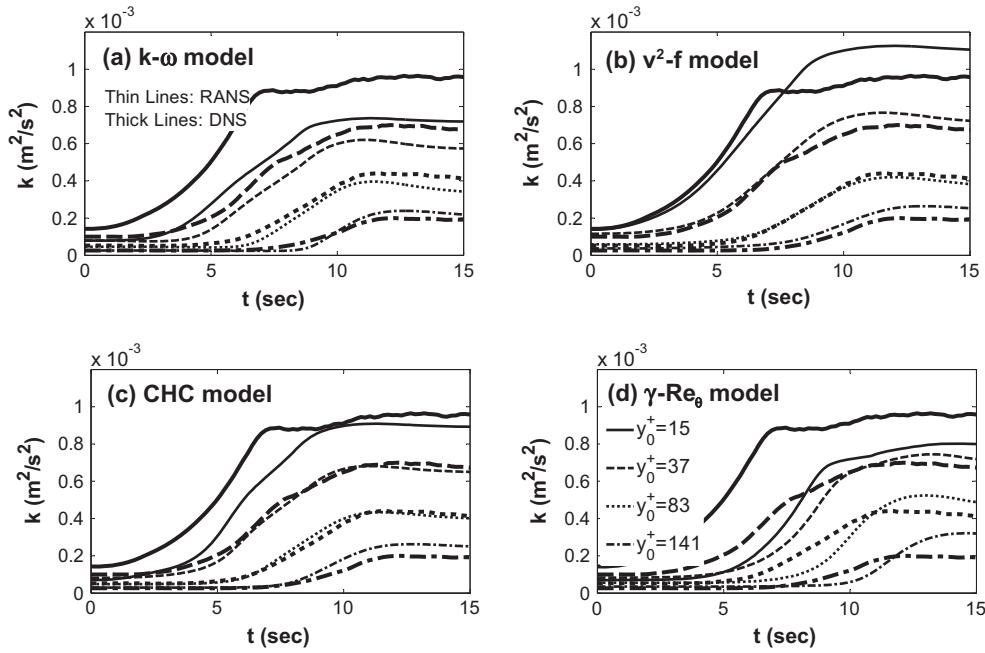 x 10⁻³
(a) k-ω model
Thin Lines: RANS
Thick Lines: DNS
k (m²/s²)
1
0.8
0.6
0.4
0.2
0
0 5 10 15
t (sec)
x 10⁻³
(b) v²-f model
k (m²/s²)
1
0.8
0.6
0.4
0.2
0
0 5 10 15
t (sec)
x 10⁻³
(c) CHC model
k (m²/s²)
1
0.8
0.6
0.4
0.2
0
0 5 10 15
t (sec)
x 10⁻³
(d) γ-Reθ model
y₀⁺=15
y₀⁺=37
y₀⁺=83
y₀⁺=141
k (m²/s²)
1
0.8
0.6
0.4
0.2
0
0 5 10 15
t (sec)